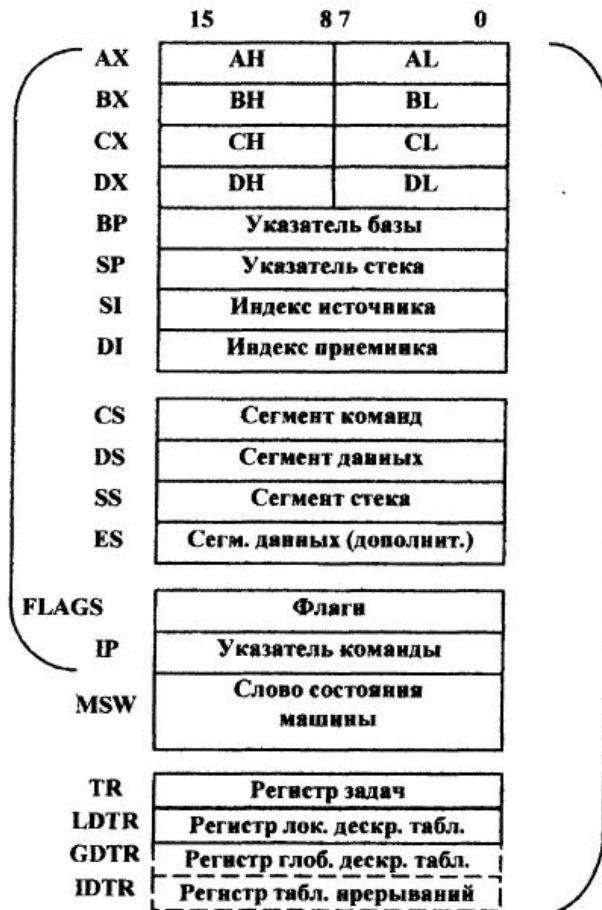 15 8 7 0
AX AH AL
BX BH BL
CX CH CL
DX DH DL
BP Указатель базы
SP Указатель стека
SI Индекс источника
DI Индекс приемника
CS Сегмент команд
DS Сегмент данных
SS Сегмент стека
ES Сегм. данных (дополнит.)
FLAGS Флаги
IP Указатель команды
MSW Слово состояния
машины
TR Регистр задач
LDTR Регистр лок. дескр. табл.
GDTR Регистр глоб. дескр. табл.
IDTR Регистр табл. прерываний